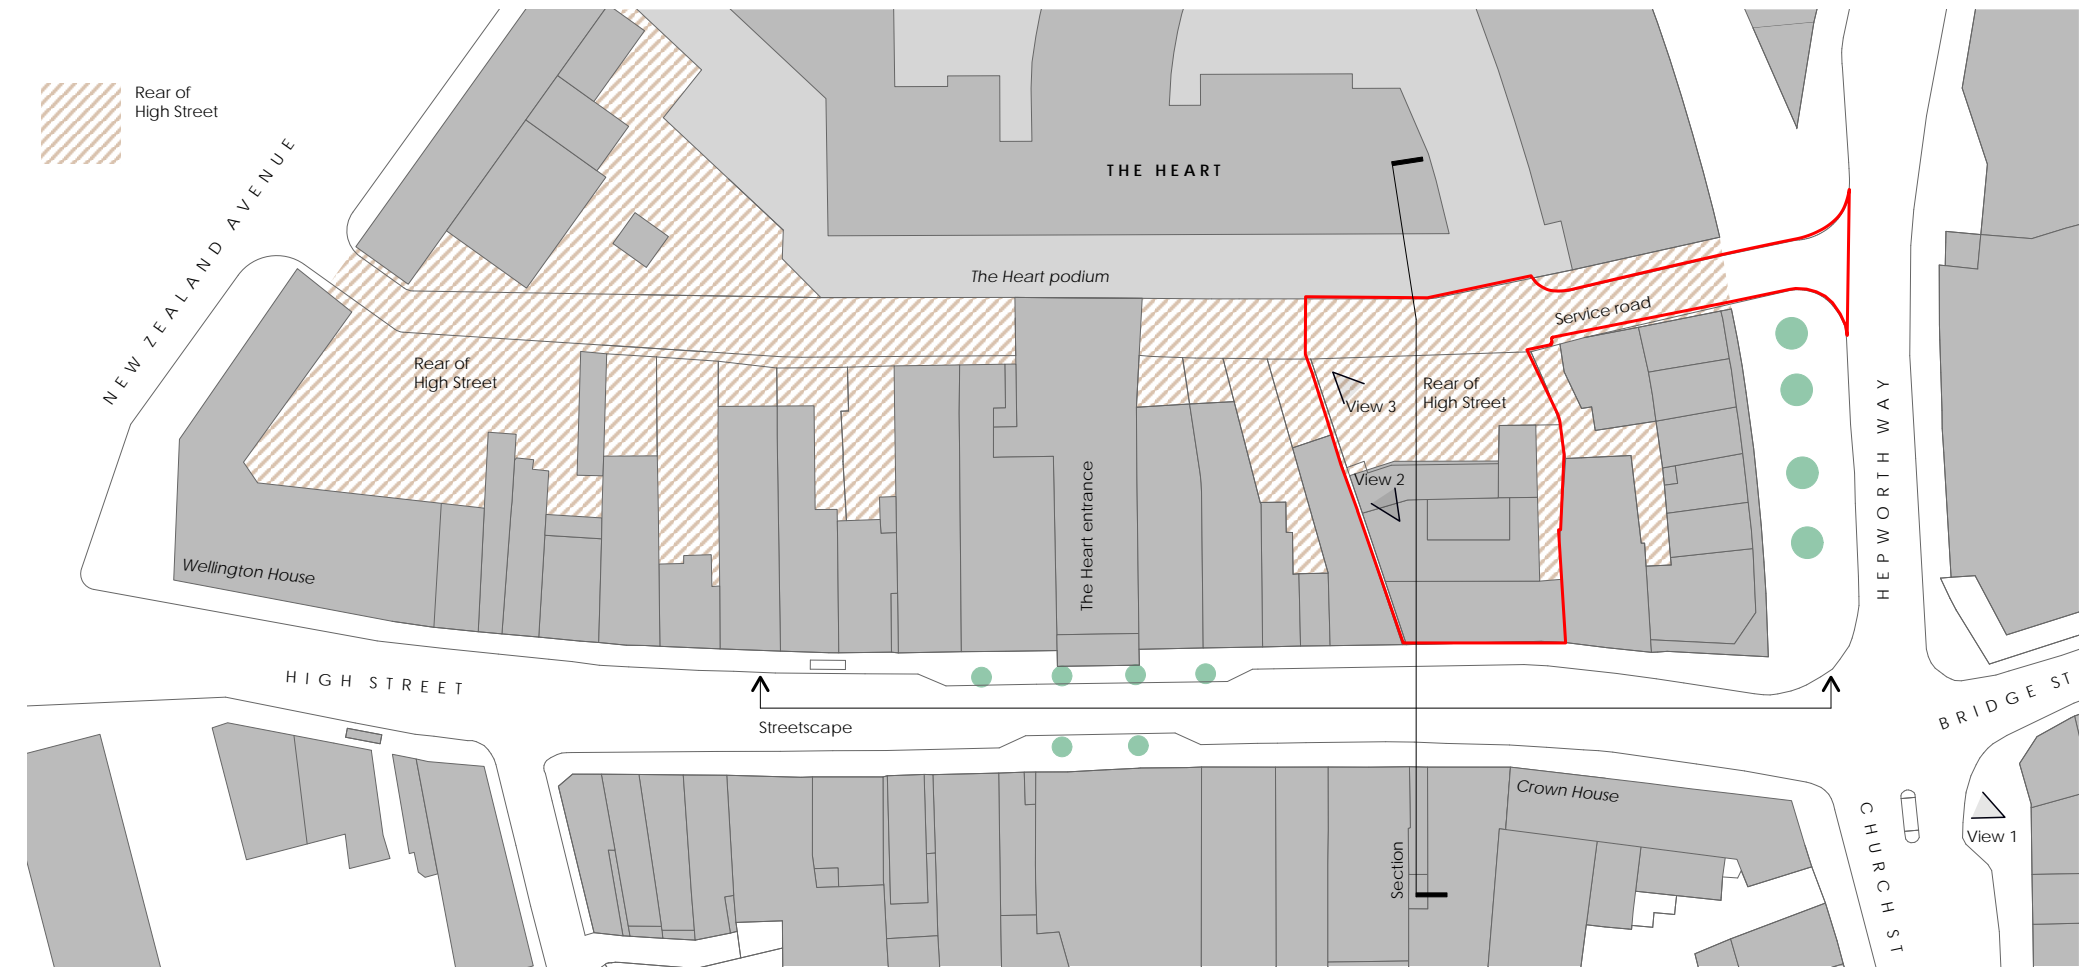 Rear of
High Street
NEW ZEALAND AVENUE
THE HEART
The Heart podium
Service road
Rear of
High Street
Rear of
High Street
View 3
View 2
The Heart entrance
Wellington House
HEPWORTH WAY
HIGH STREET
BRIDGE ST
Streetscape
Crown House
Section
CHURCH ST
View 1